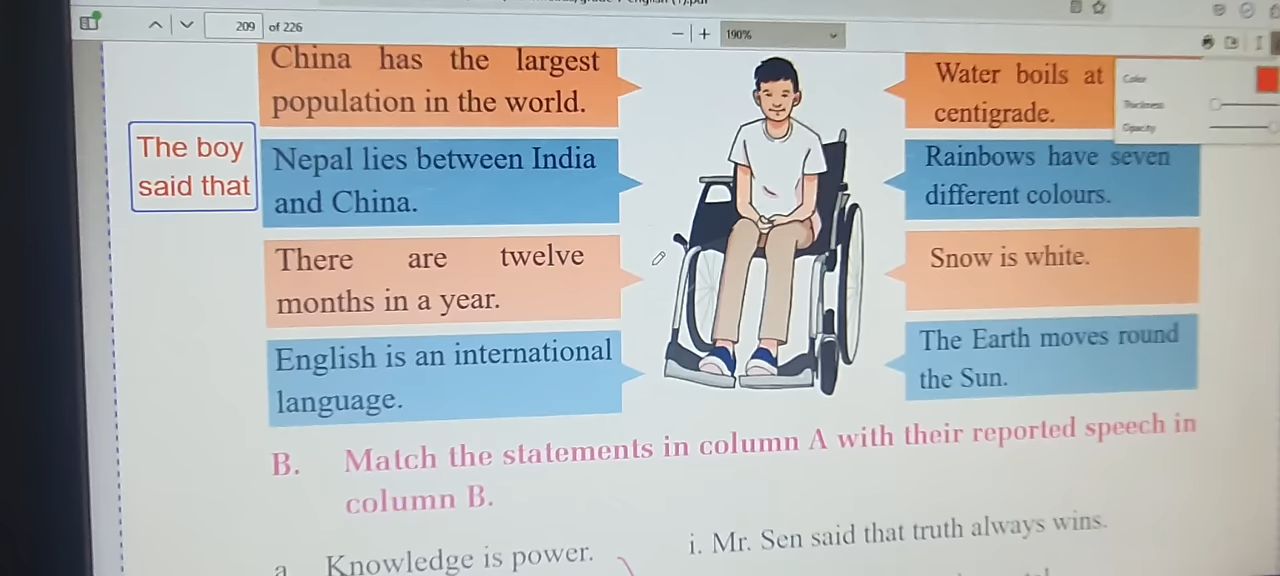 209 of 226
190%
China has the largest
population in the world.
Water boils at
centigrade.
Color
Thickness
Opacity
The boy
said that
Nepal lies between India
and China.
Rainbows have seven
different colours.
There are twelve
months in a year.
Snow is white.
English is an international
language.
The Earth moves round
the Sun.
B. Match the statements in column A with their reported speech in
column B.
a Knowledge is power.
i. Mr. Sen said that truth always wins.